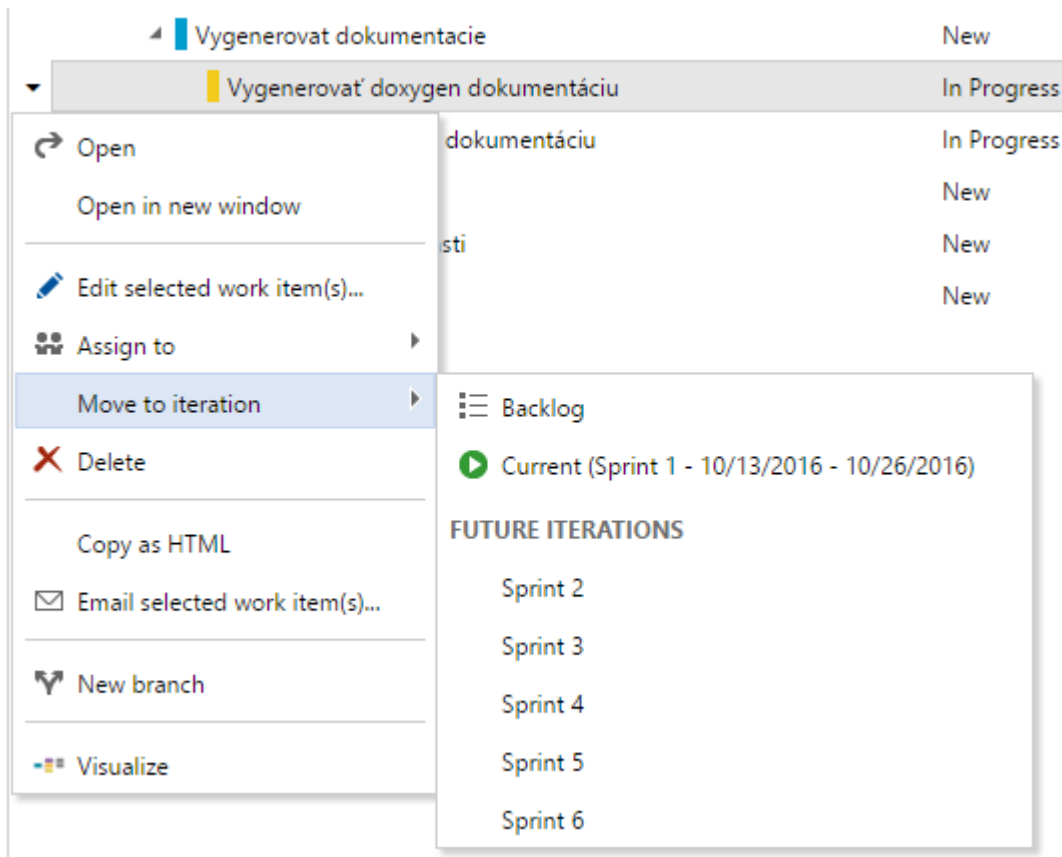 Vygenerovat dokumentacie New
Vygenerovať doxygen dokumentáciu In Progress
dokumentáciu In Progress
New
sti New
New
Open
Open in new window
Edit selected work item(s)...
Assign to
Move to iteration
Delete
Copy as HTML
Email selected work item(s)...
New branch
Visualize
Backlog
Current (Sprint 1 - 10/13/2016 - 10/26/2016)
FUTURE ITERATIONS
Sprint 2
Sprint 3
Sprint 4
Sprint 5
Sprint 6